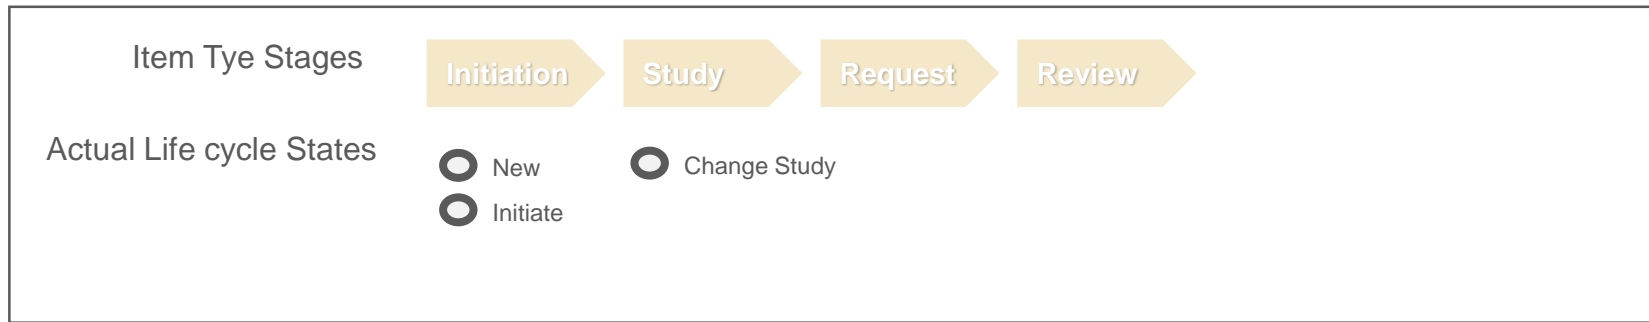 Item Tye Stages
Initiation
Study
Request
Review
Actual Life cycle States
New
Change Study
Initiate